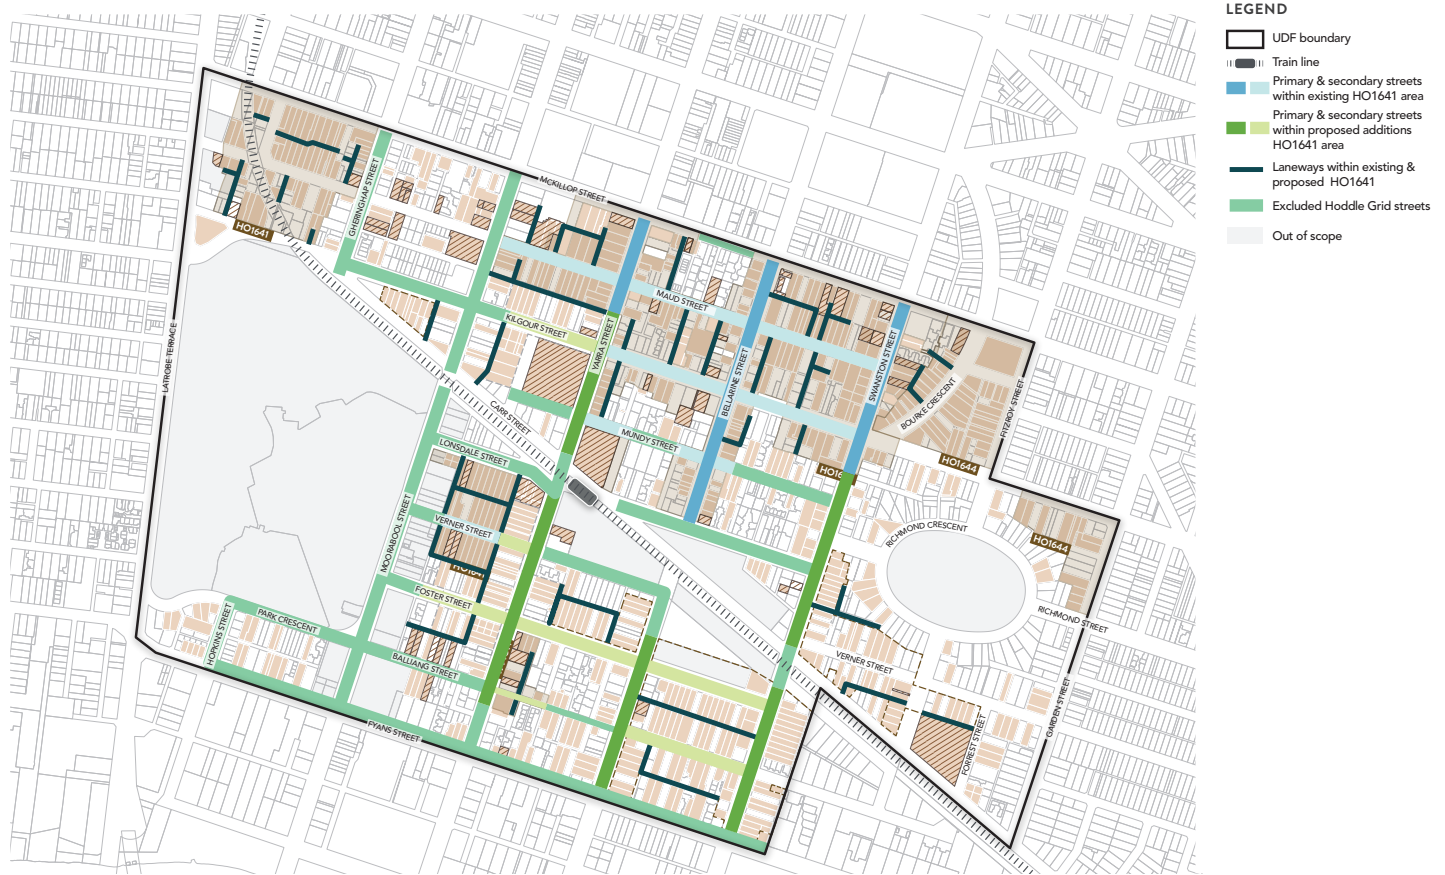 LEGEND
UDF boundary
Train line
Primary & secondary streets
within existing HO1641 area
Primary & secondary streets
within proposed additions
HO1641 area
Laneways within existing &
proposed HO1641
Excluded Hoddle Grid streets
Out of scope
MCKILLOP STREET
GHERINGHAP STREET
HO1641
MAUD STREET
KILGOUR STREET
YARRA STREET
LATROBE TERRACE
BELLARINE STREET
SWANSTON STREET
BOURKE CRESCENT
FITZROY STREET
CARR STREET
MUNDY STREET
LONSDALE STREET
HO1644
MOORABOOL STREET
VERNER STREET
RICHMOND CRESCENT
HO1644
FOSTER STREET
RICHMOND STREET
HOPKINS STREET
PARK CRESCENT
BALLIANG STREET
VERNER STREET
GARDEN STREET
FORREST STREET
FYANS STREET